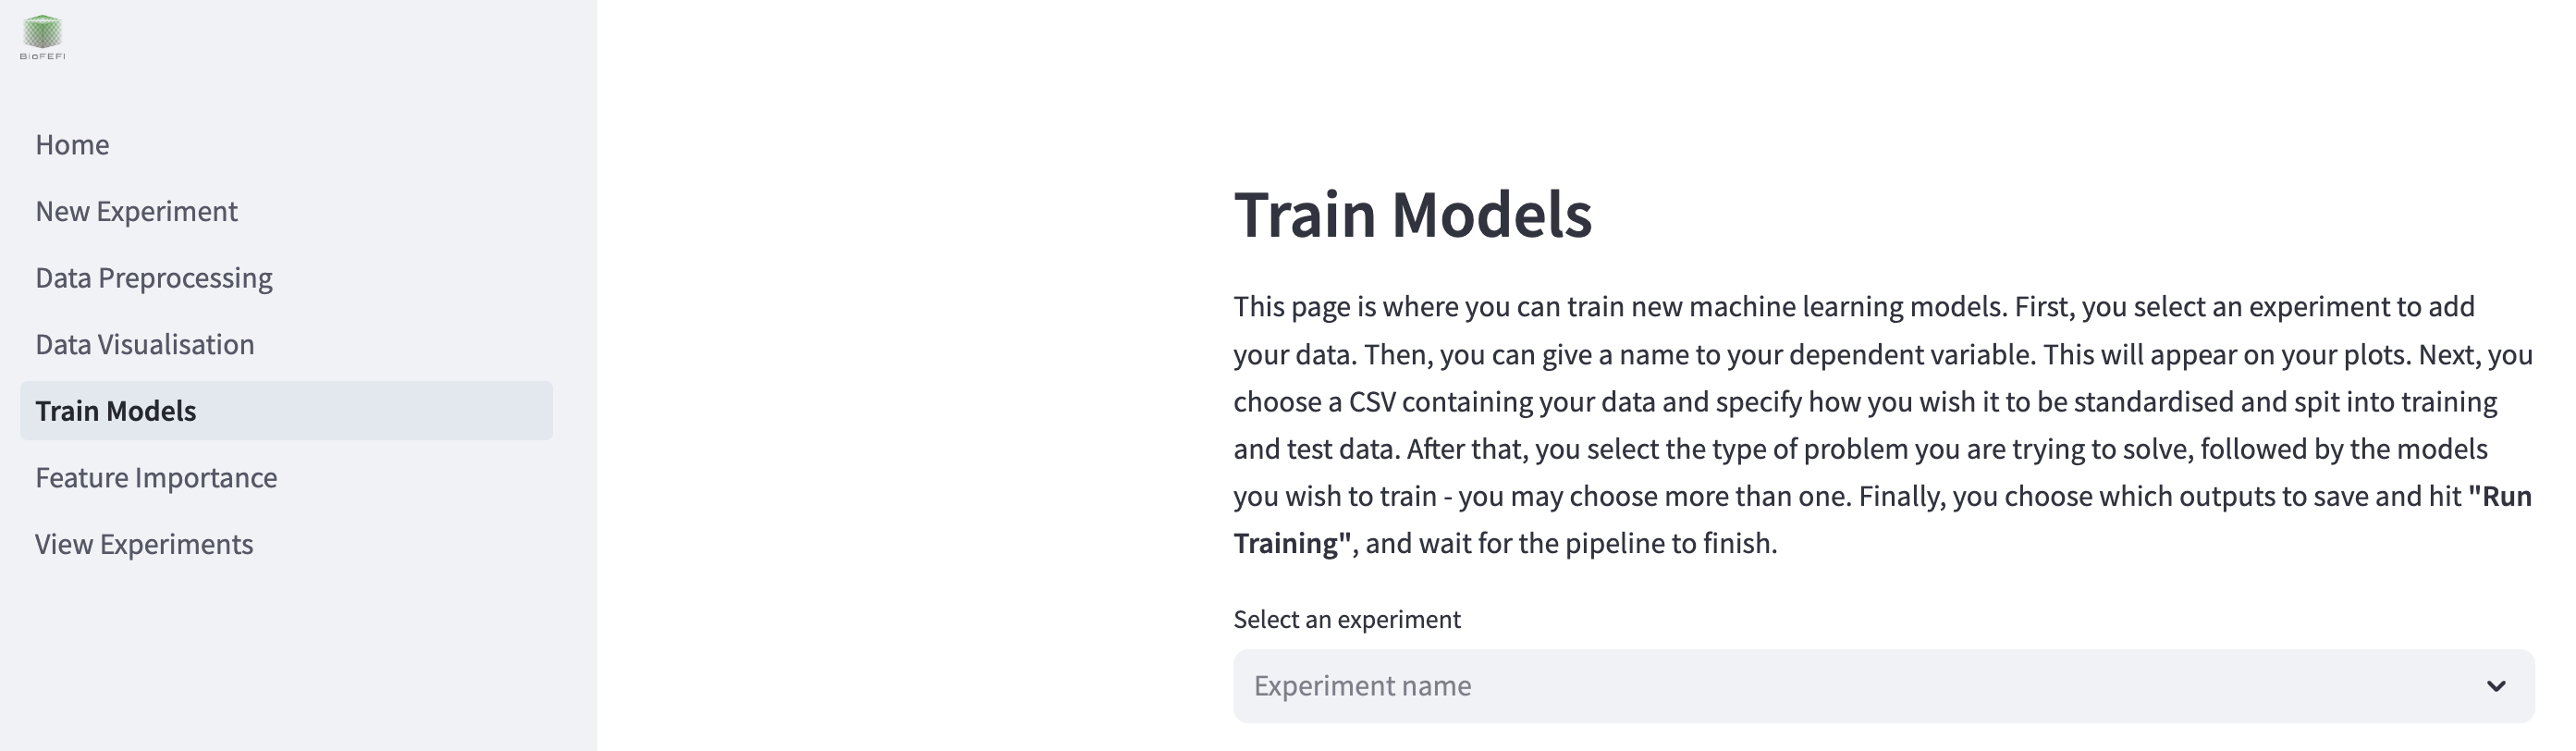 BioFEFI
Home
New Experiment
Data Preprocessing
Data Visualisation
Train Models
Feature Importance
View Experiments
Train Models
This page is where you can train new machine learning models. First, you select an experiment to add
your data. Then, you can give a name to your dependent variable. This will appear on your plots. Next, you
choose a CSV containing your data and specify how you wish it to be standardised and spit into training
and test data. After that, you select the type of problem you are trying to solve, followed by the models
you wish to train - you may choose more than one. Finally, you choose which outputs to save and hit "Run
Training", and wait for the pipeline to finish.
Select an experiment
Experiment name